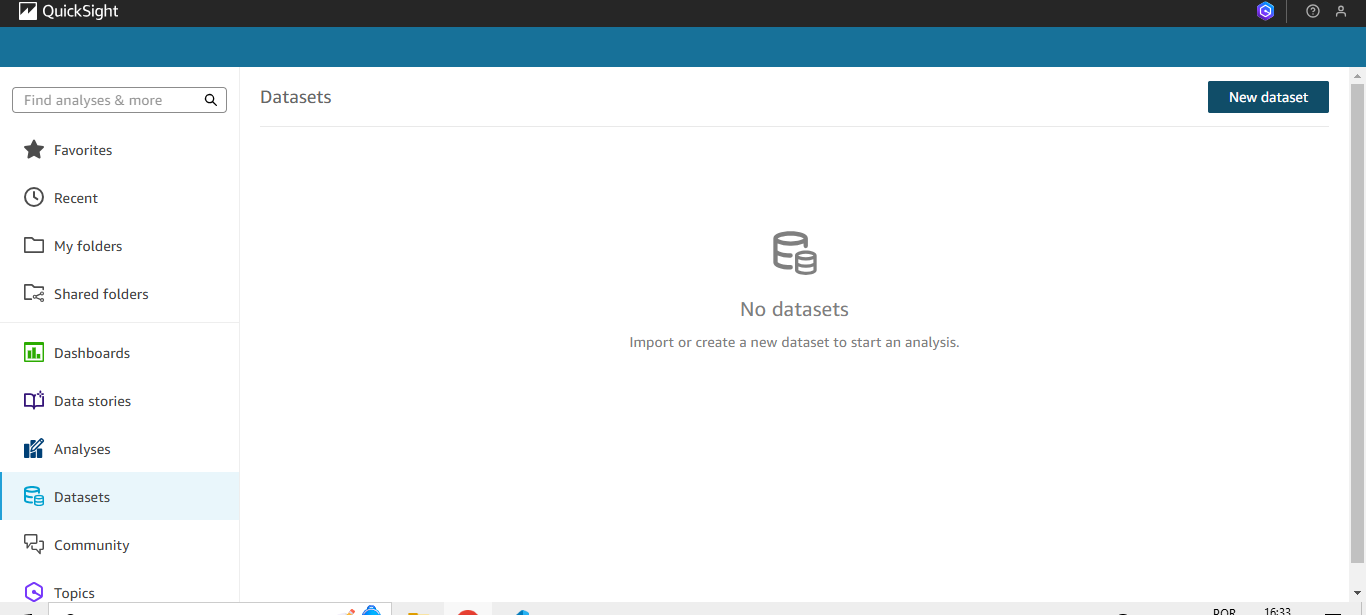 QuickSight
Find analyses & more
Datasets
New dataset
Favorites
Recent
My folders
Shared folders
No datasets
Import or create a new dataset to start an analysis.
Dashboards
Data stories
Analyses
Datasets
Community
Topics
POR
16:33